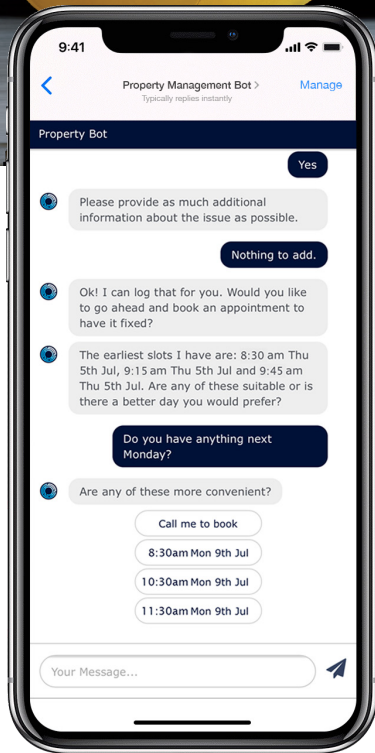 9:41
Property Management Bot >
Manage
Typically replies instantly
Property Bot
Yes
Please provide as much additional
information about the issue as possible.
Nothing to add.
Ok! I can log that for you. Would you like
to go ahead and book an appointment to
have it fixed?
The earliest slots I have are: 8:30 am Thu
5th Jul, 9:15 am Thu 5th Jul and 9:45 am
Thu 5th Jul. Are any of these suitable or is
there a better day you would prefer?
Do you have anything next
Monday?
Are any of these more convenient?
Call me to book
8:30am Mon 9th Jul
10:30am Mon 9th Jul
11:30am Mon 9th Jul
Your Message...